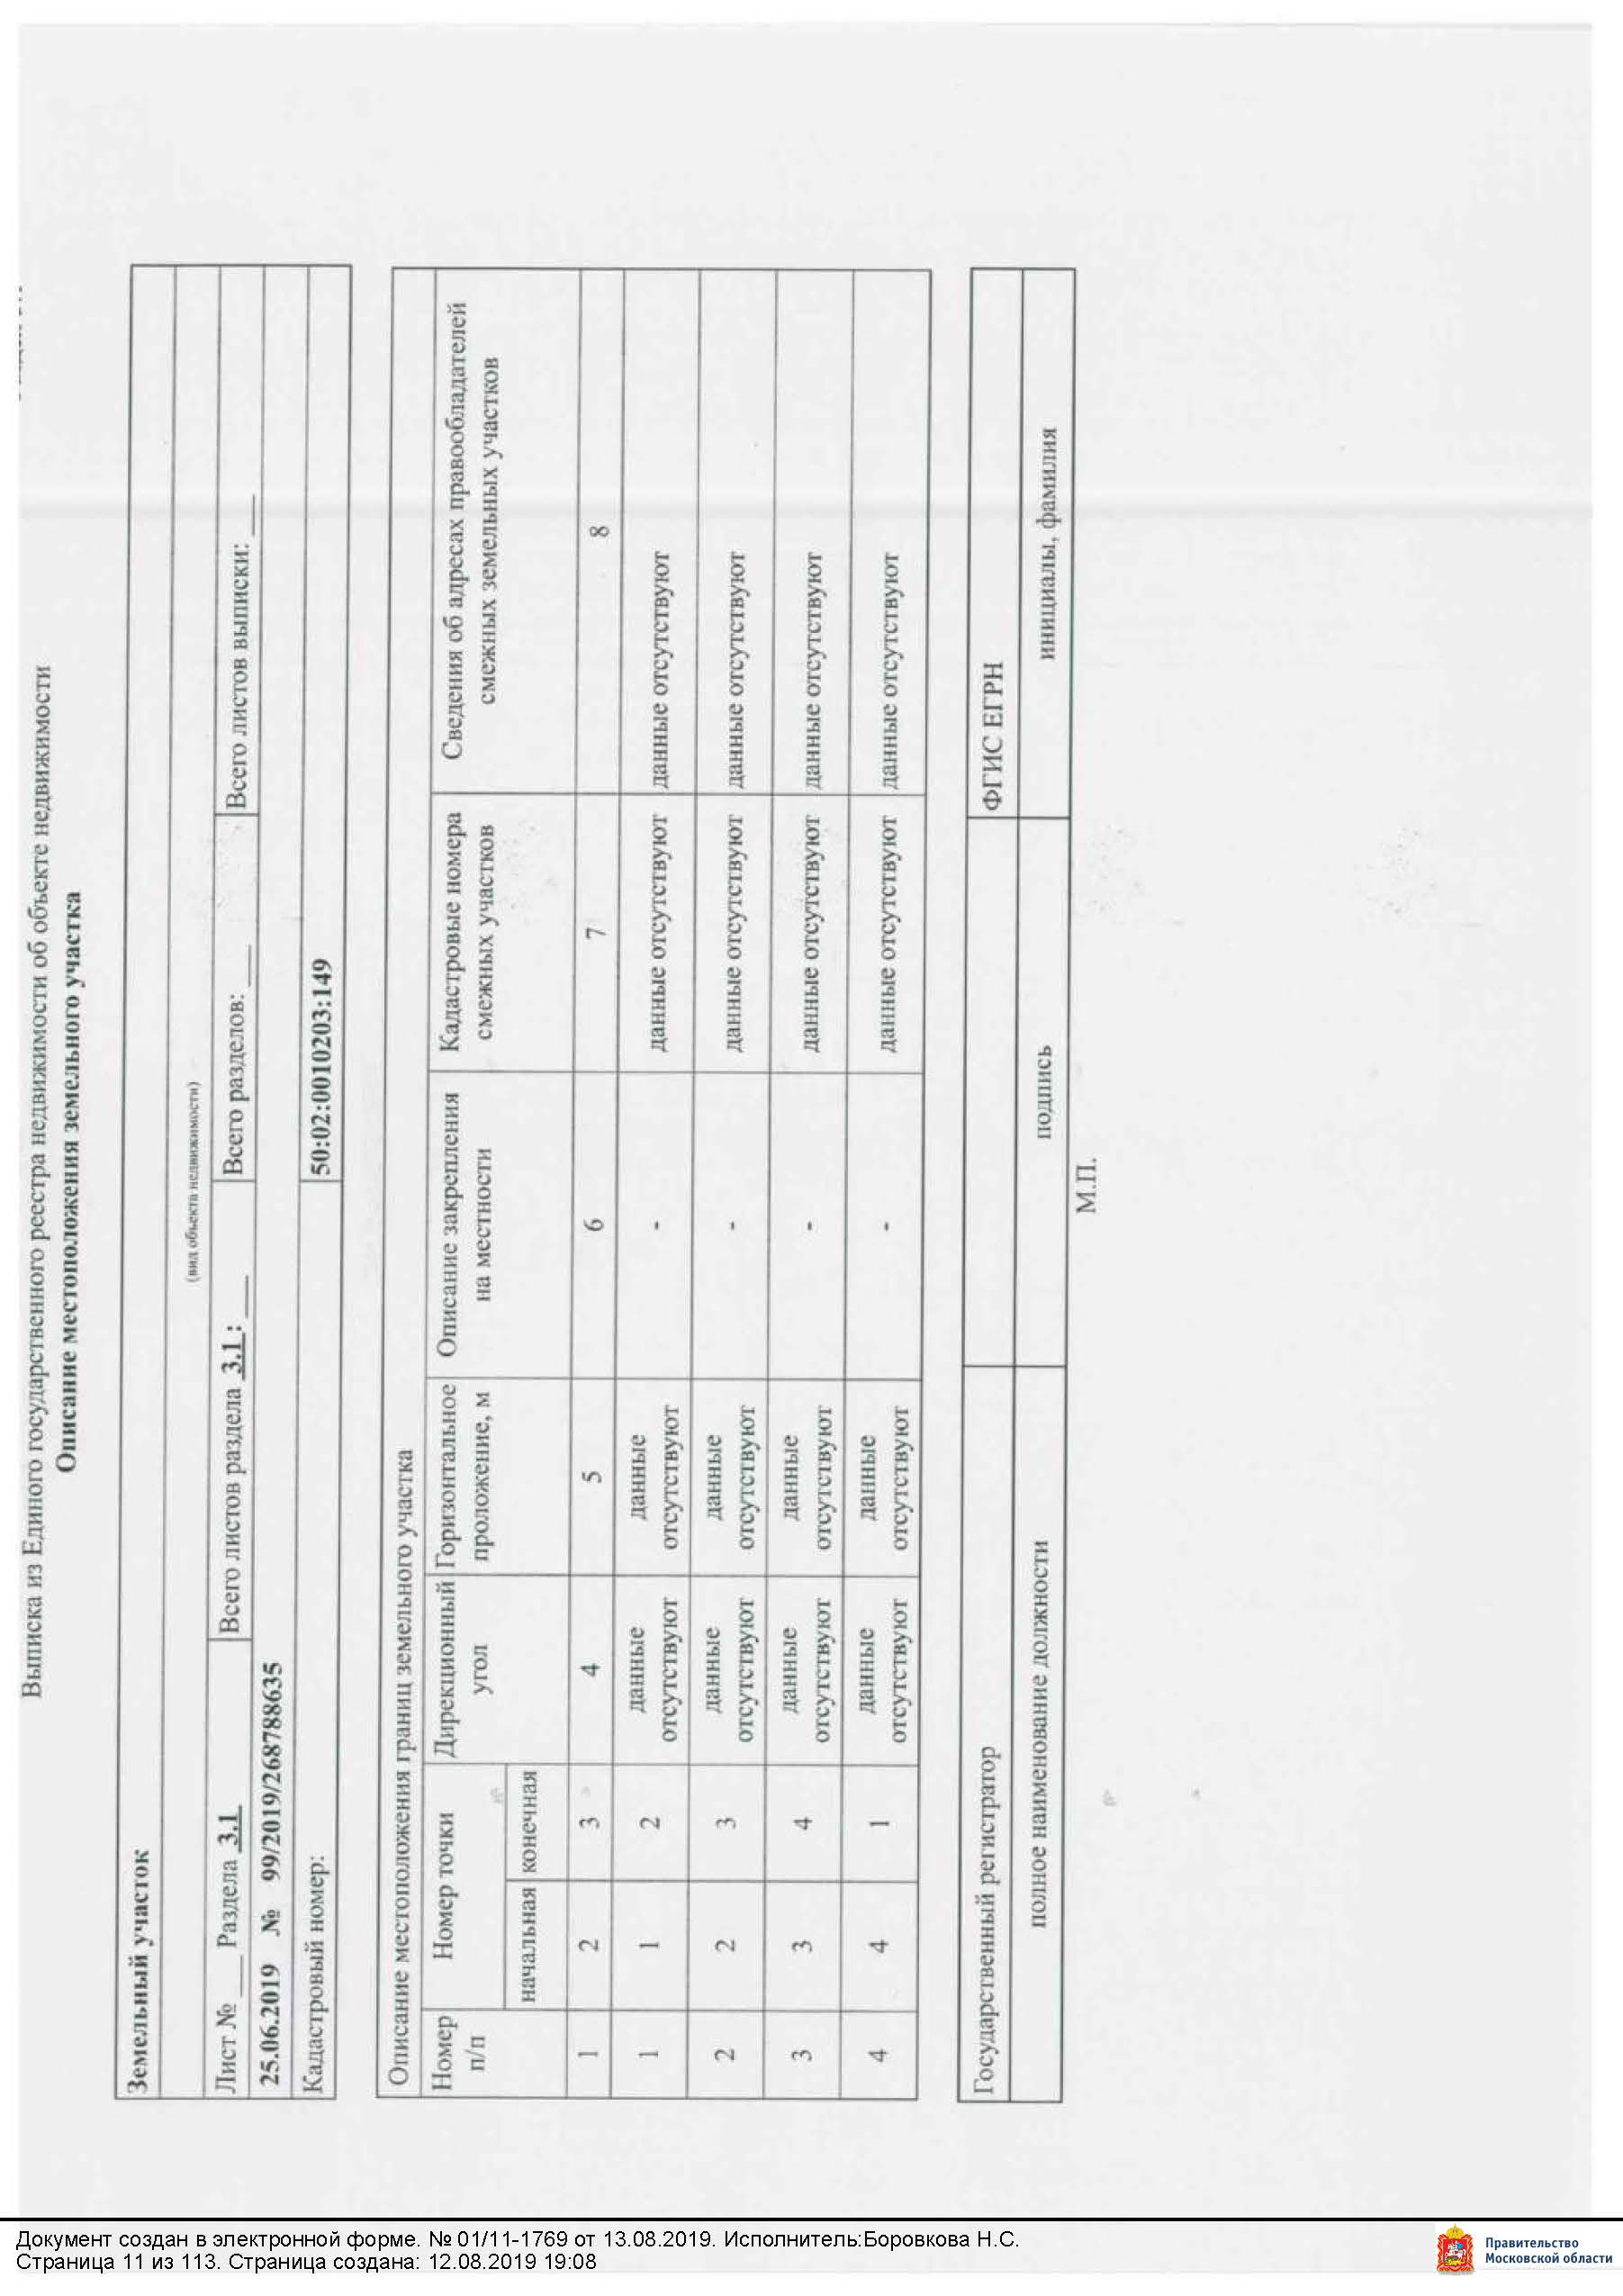 Выписка из Единого государственного реестра недвижимости об объекте недвижимости
Описание местоположения земельного участка
Земельный участок
(вид объекта недвижимости)
Лист № ___ Раздела 3.1 Всего листов раздела 3.1 : ___ Всего разделов: ___ Всего листов выписки: ___
25.06.2019 № 99/2019/268788635
Кадастровый номер: 50:02:0010203:149
Описание местоположения границ земельного участка
Номер п/п Номер точки Дирекционный угол Горизонтальное проложение, м Описание закрепления на местности Кадастровые номера смежных участков Сведения об адресах правообладателей смежных земельных участков
начальная конечная
1 2 3 4 5 6 7 8
1 1 2 данные отсутствуют данные отсутствуют - данные отсутствуют данные отсутствуют
2 2 3 данные отсутствуют данные отсутствуют - данные отсутствуют данные отсутствуют
3 3 4 данные отсутствуют данные отсутствуют - данные отсутствуют данные отсутствуют
4 4 1 данные отсутствуют данные отсутствуют - данные отсутствуют данные отсутствуют
Государственный регистратор ФГИС ЕГРН
полное наименование должности подпись инициалы, фамилия
М.П.
Документ создан в электронной форме. № 01/11-1769 от 13.08.2019. Исполнитель:Боровкова Н.С.
Страница 11 из 113. Страница создана: 12.08.2019 19:08
Правительство
Московской области